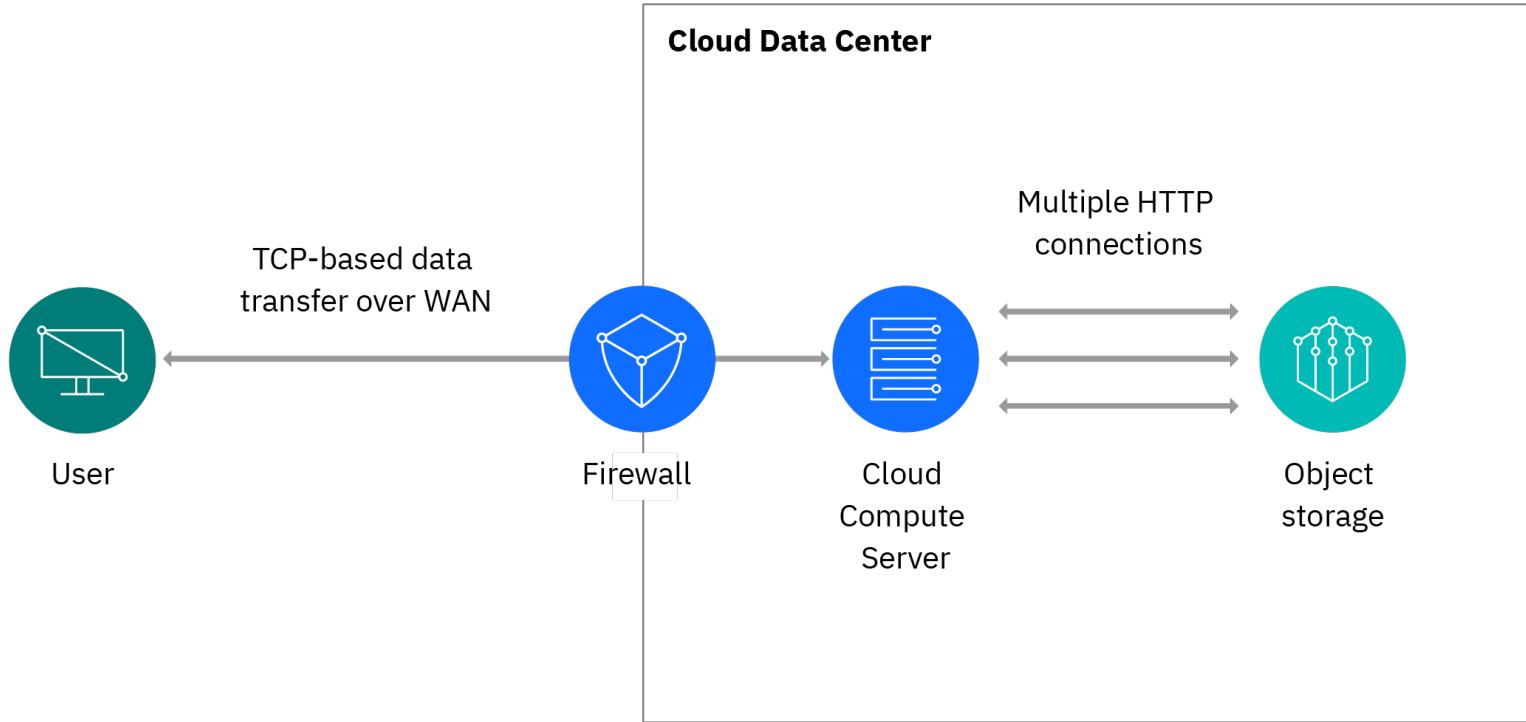 Cloud Data Center
Multiple HTTP
connections
TCP-based data
transfer over WAN
User
Firewall
Cloud
Compute
Server
Object
storage